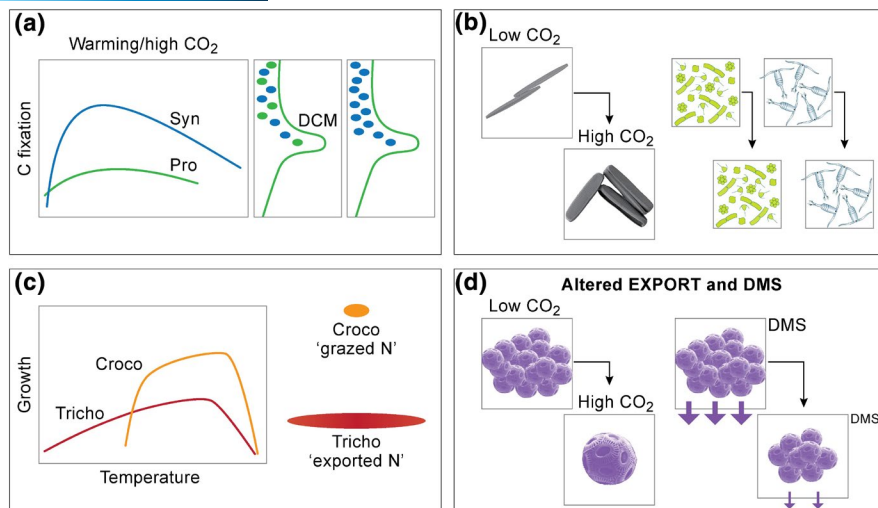 (a)
Warming/high CO₂
C fixation
Syn
Pro
DCM
(b)
Low CO₂
High CO₂
(c)
Growth
Croco
Tricho
Temperature
Croco
‘grazed N’
Tricho
‘exported N’
(d)
Altered EXPORT and DMS
Low CO₂
High CO₂
DMS
DMS